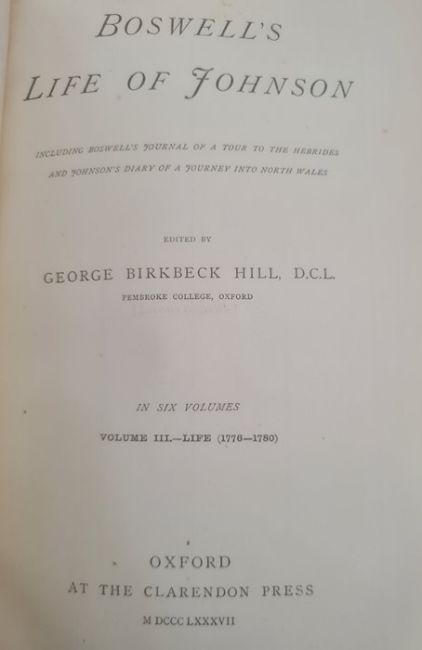 BOSWELL'S
LIFE OF JOHNSON
INCLUDING BOSWELL'S JOURNAL OF A TOUR TO THE HEBRIDES
AND JOHNSON'S DIARY OF A JOURNEY INTO NORTH WALES
EDITED BY
GEORGE BIRKBECK HILL, D.C.L.
PEMBROKE COLLEGE, OXFORD
IN SIX VOLUMES
VOLUME III.—LIFE (1776—1780)
OXFORD
AT THE CLARENDON PRESS
M DCCC LXXXVII